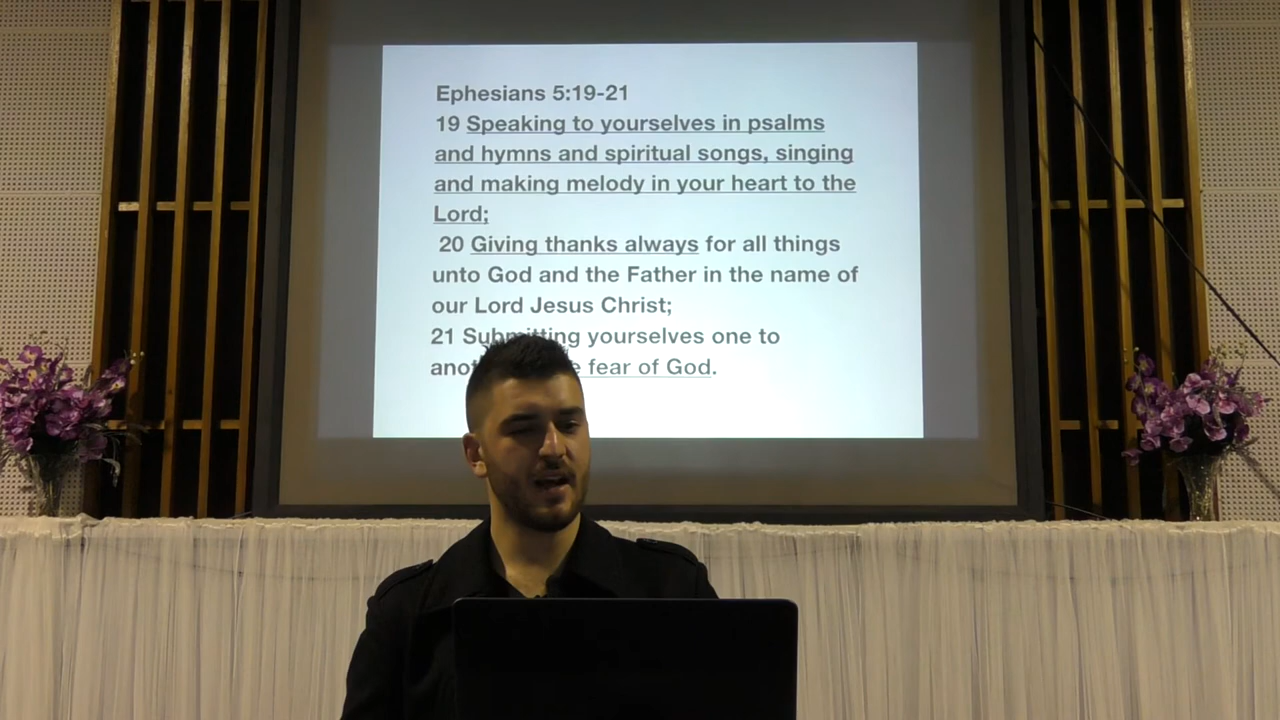 Ephesians 5:19-21
19 Speaking to yourselves in psalms
and hymns and spiritual songs, singing
and making melody in your heart to the
Lord;
20 Giving thanks always for all things
unto God and the Father in the name of
our Lord Jesus Christ;
21 Submitting yourselves one to
fear of God.